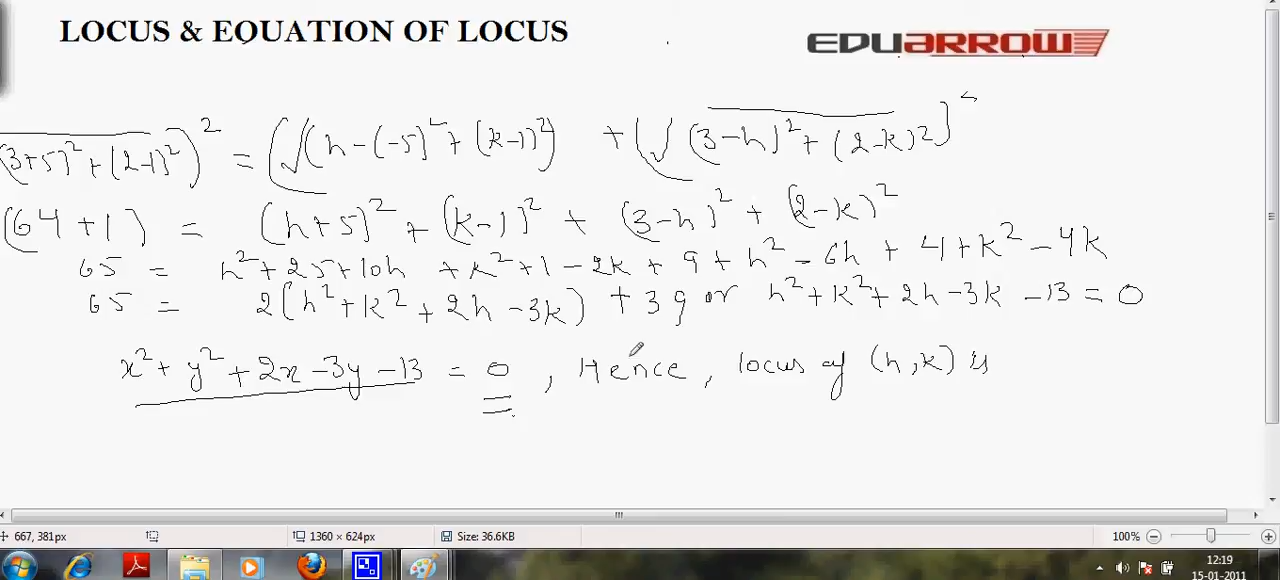 LOCUS & EQUATION OF LOCUS
EDUARROW
(3+5)²+(2-1)²)² = (√(h-(-5)²+(k-1)²) + (√(3-h)²+(2-k)²)²
(64+1) = (h+5)²+(k-1)² + (3-h)²+(2-k)²
65 = h²+25+10h +k²+1-2k+9+h²-6h+4+k²-4k
65 = 2(h²+k²+2h-3k)+39 or h²+k²+2h-3k-13=0
x²+y²+2x-3y-13=0, Hence, locus of (h,k) is
667, 381px
1360 × 624px
Size: 36.6KB
100%
12:19
15-01-2011